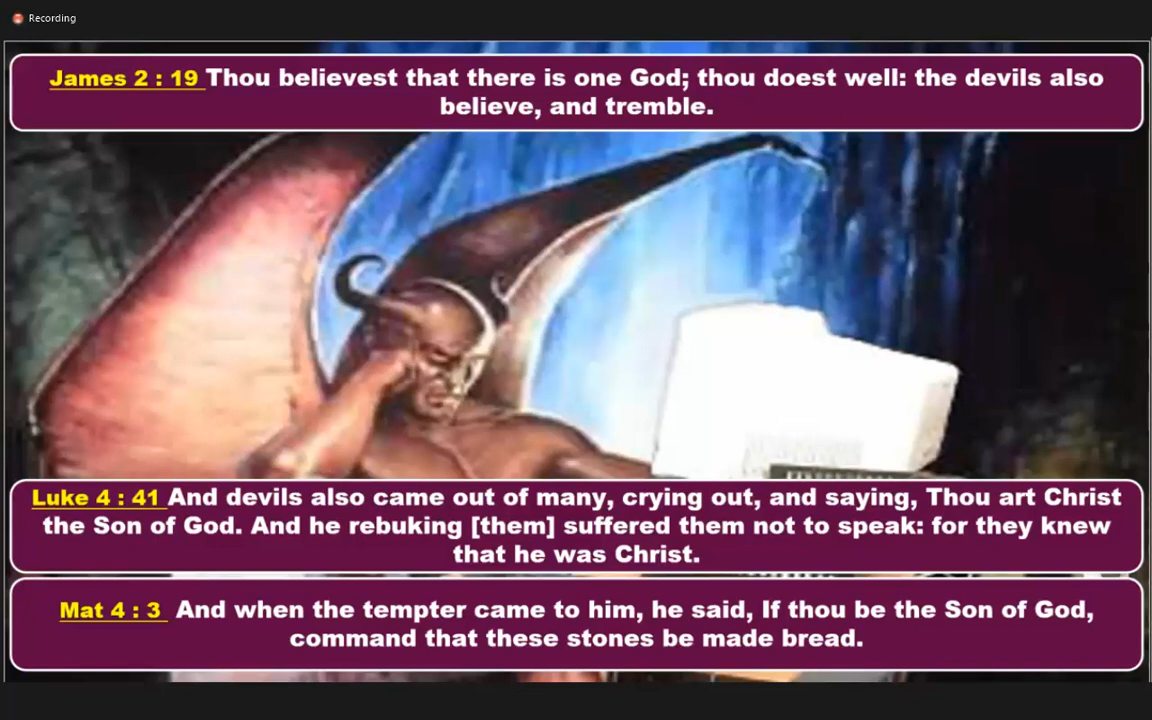 Recording
James 2 : 19 Thou believest that there is one God; thou doest well: the devils also
believe, and tremble.
Luke 4 : 41 And devils also came out of many, crying out, and saying, Thou art Christ
the Son of God. And he rebuking [them] suffered them not to speak: for they knew
that he was Christ.
Mat 4 : 3 And when the tempter came to him, he said, If thou be the Son of God,
command that these stones be made bread.